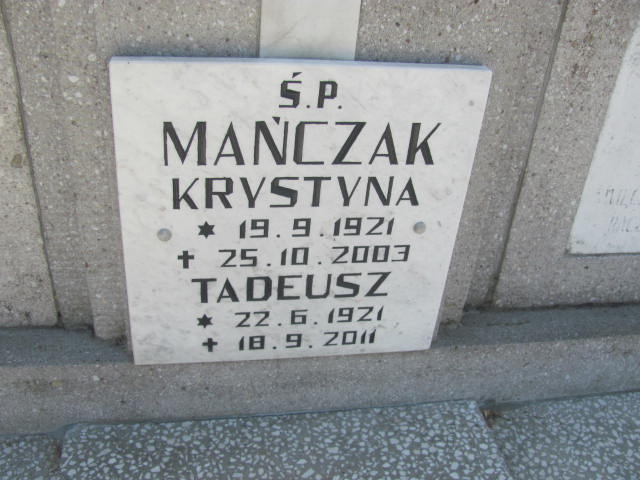 Ś.P.
MAŃCZAK
KRYSTYNA
* 19.9.1921
✝ 25.10.2003
TADEUSZ
* 22.6.1921
✝ 18.9.2011